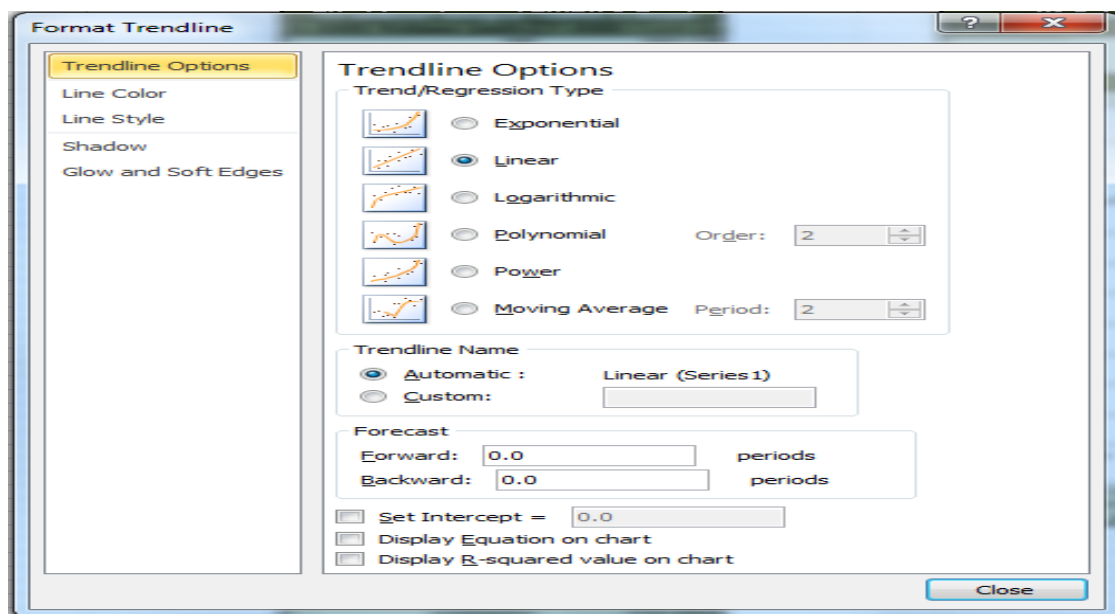 Format Trendline
?
Trendline Options
Line Color
Line Style
Shadow
Glow and Soft Edges
Trendline Options
Trend/Regression Type
Exponential
Linear
Logarithmic
Polynomial Order: 2
Power
Moving Average Period: 2
Trendline Name
Automatic : Linear (Series1)
Custom:
Forecast
Forward: 0.0 periods
Backward: 0.0 periods
Set Intercept = 0.0
Display Equation on chart
Display R-squared value on chart
Close